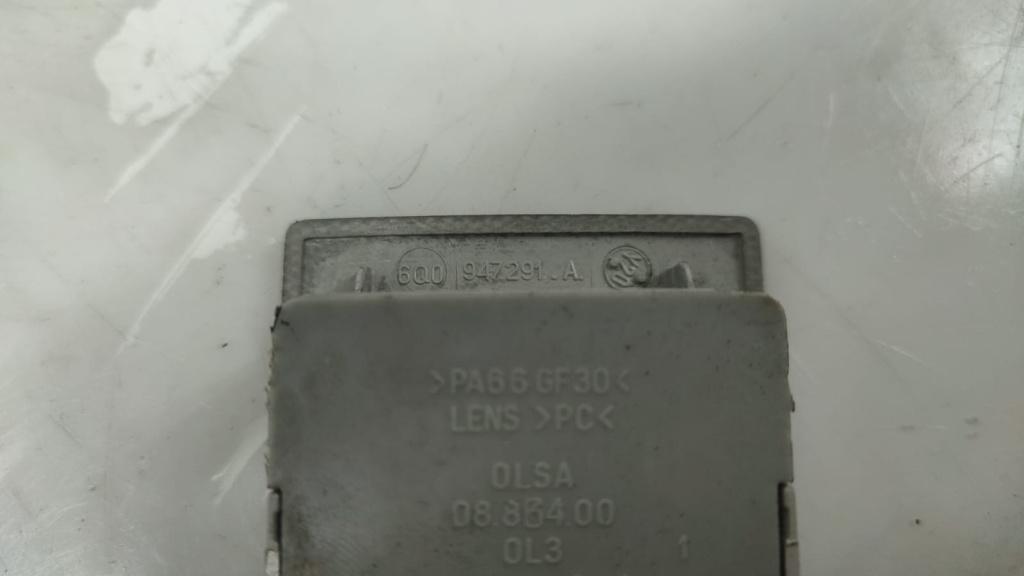 6Q0 947.291.A.
>PA66 GF30<
LENS >PC<
OLSA
08.864.00
OL3 1